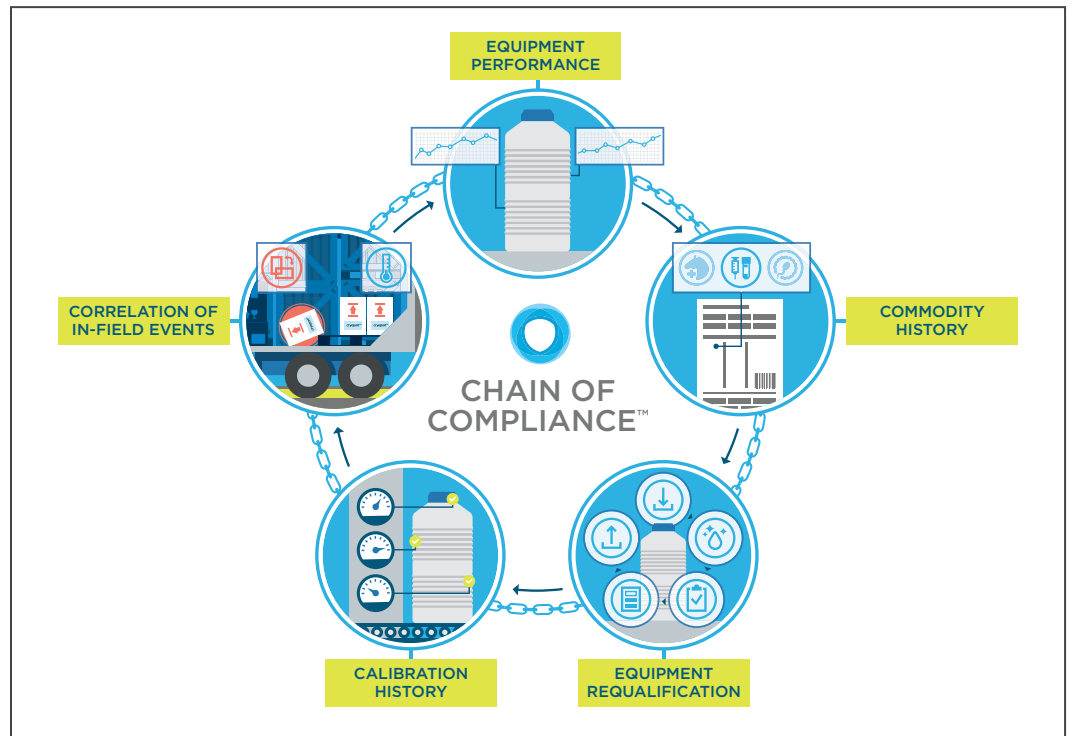 EQUIPMENT
PERFORMANCE
CORRELATION OF
IN-FIELD EVENTS
COMMODITY
HISTORY
CHAIN OF
COMPLIANCE™
CALIBRATION
HISTORY
EQUIPMENT
REQUALIFICATION